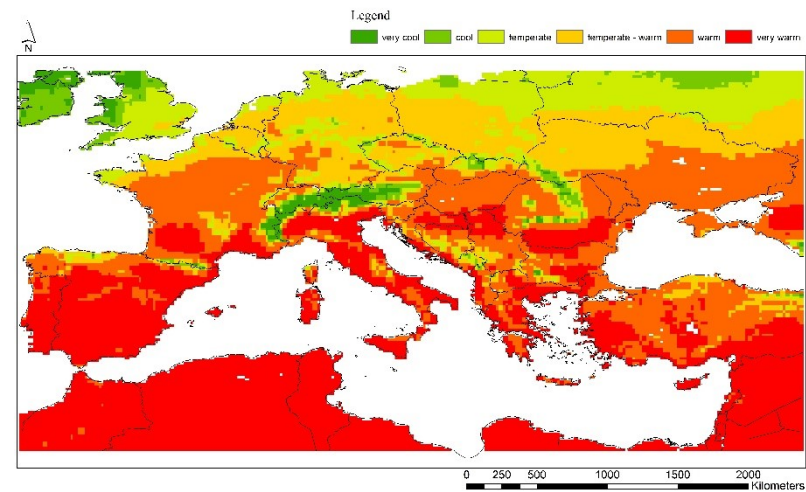 Legend
N
very cool cool temperate temperate - warm warm very warm
0 250 500 1000 1500 2000
Kilometers